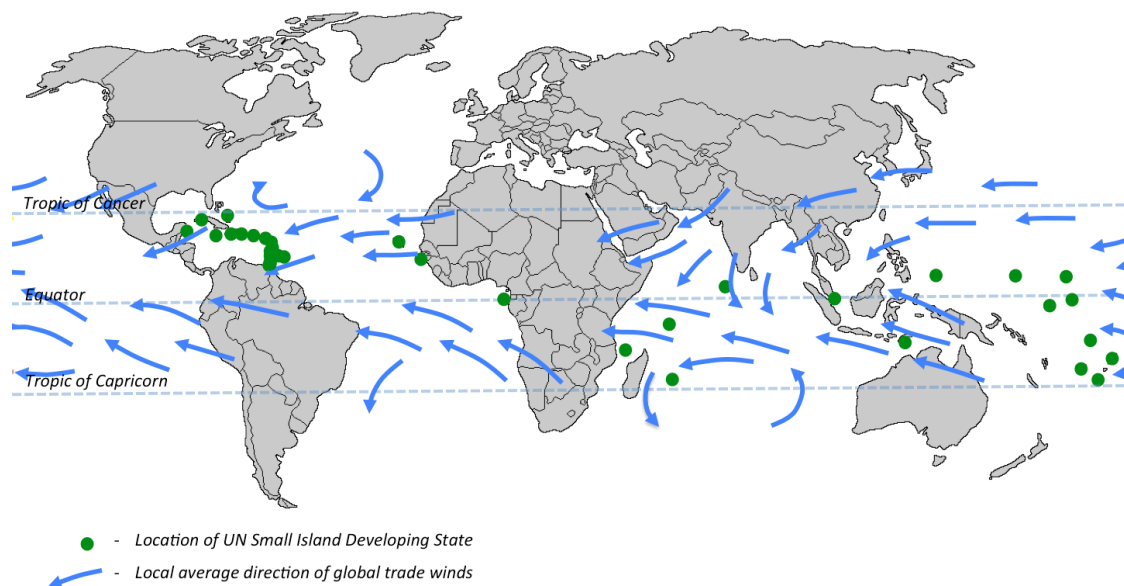 Tropic of Cancer
Equator
Tropic of Capricorn
- Location of UN Small Island Developing State
- Local average direction of global trade winds